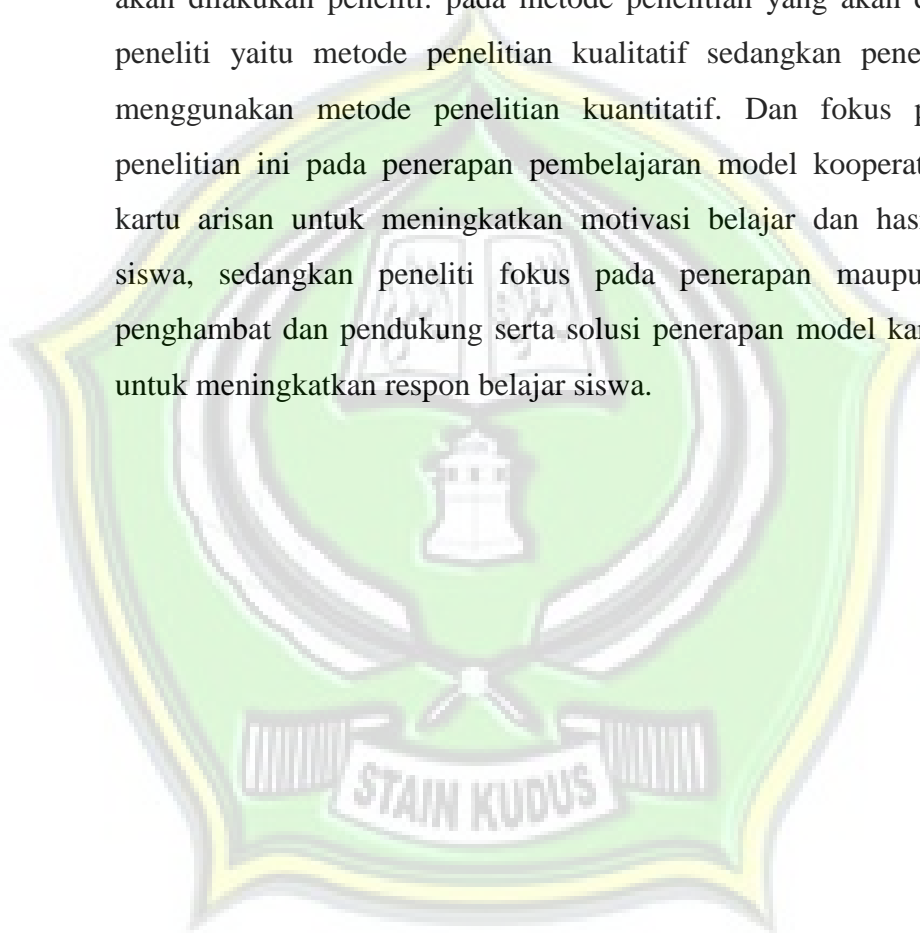 akan dilakukan peneliti. pada metode penelitian yang akan
peneliti yaitu metode penelitian kualitatif sedangkan
menggunakan metode penelitian kuantitatif. Dan fokus
penelitian ini pada penerapan pembelajaran model
kartu arisan untuk meningkatkan motivasi belajar dan
siswa, sedangkan peneliti fokus pada penerapan
penghambat dan pendukung serta solusi penerapan model
untuk meningkatkan respon belajar siswa.
STAIN KUDUS